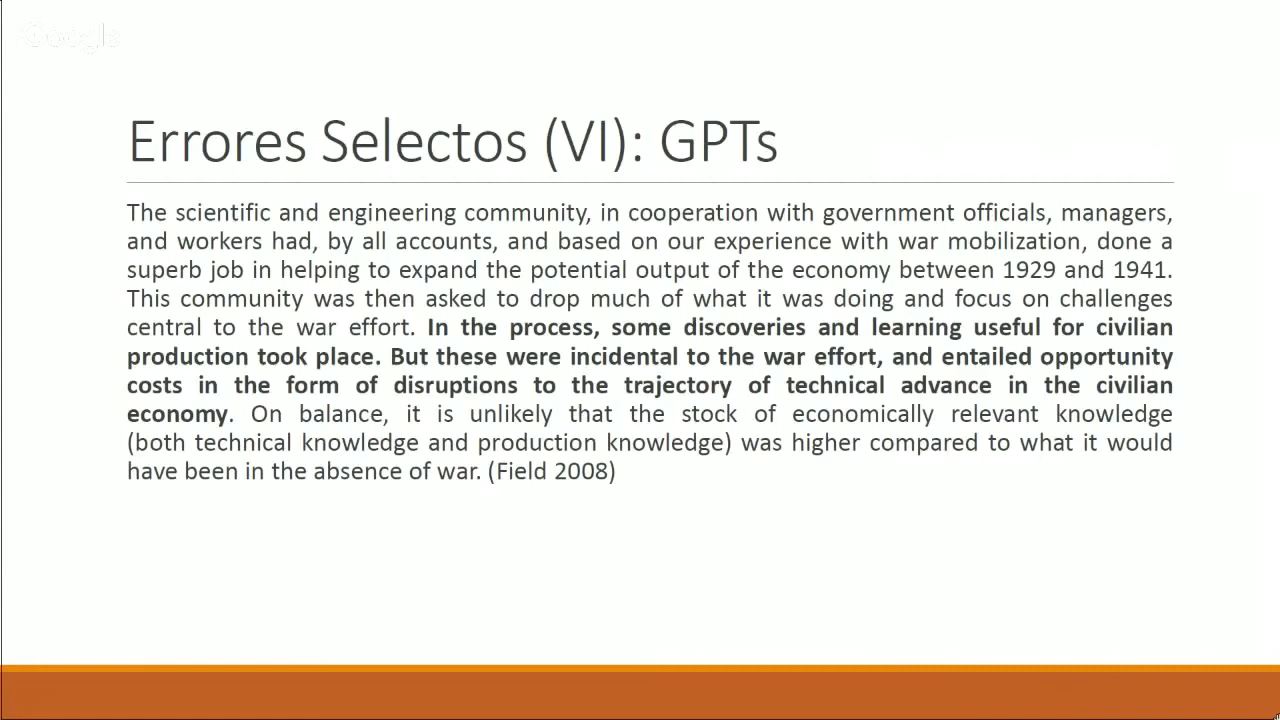 Google
Errores Selectos (VI): GPTs
The scientific and engineering community, in cooperation with government officials, managers,
and workers had, by all accounts, and based on our experience with war mobilization, done a
superb job in helping to expand the potential output of the economy between 1929 and 1941.
This community was then asked to drop much of what it was doing and focus on challenges
central to the war effort. In the process, some discoveries and learning useful for civilian
production took place. But these were incidental to the war effort, and entailed opportunity
costs in the form of disruptions to the trajectory of technical advance in the civilian
economy. On balance, it is unlikely that the stock of economically relevant knowledge
(both technical knowledge and production knowledge) was higher compared to what it would
have been in the absence of war. (Field 2008)